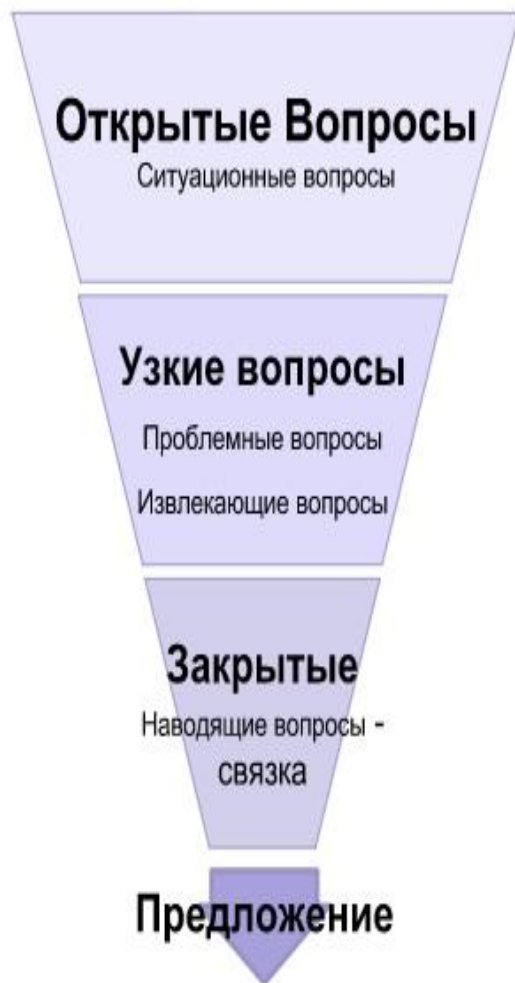 Открытые Вопросы
Ситуационные вопросы
Узкие вопросы
Проблемные вопросы
Извлекающие вопросы
Закрытые
Наводящие вопросы -
связка
Предложение